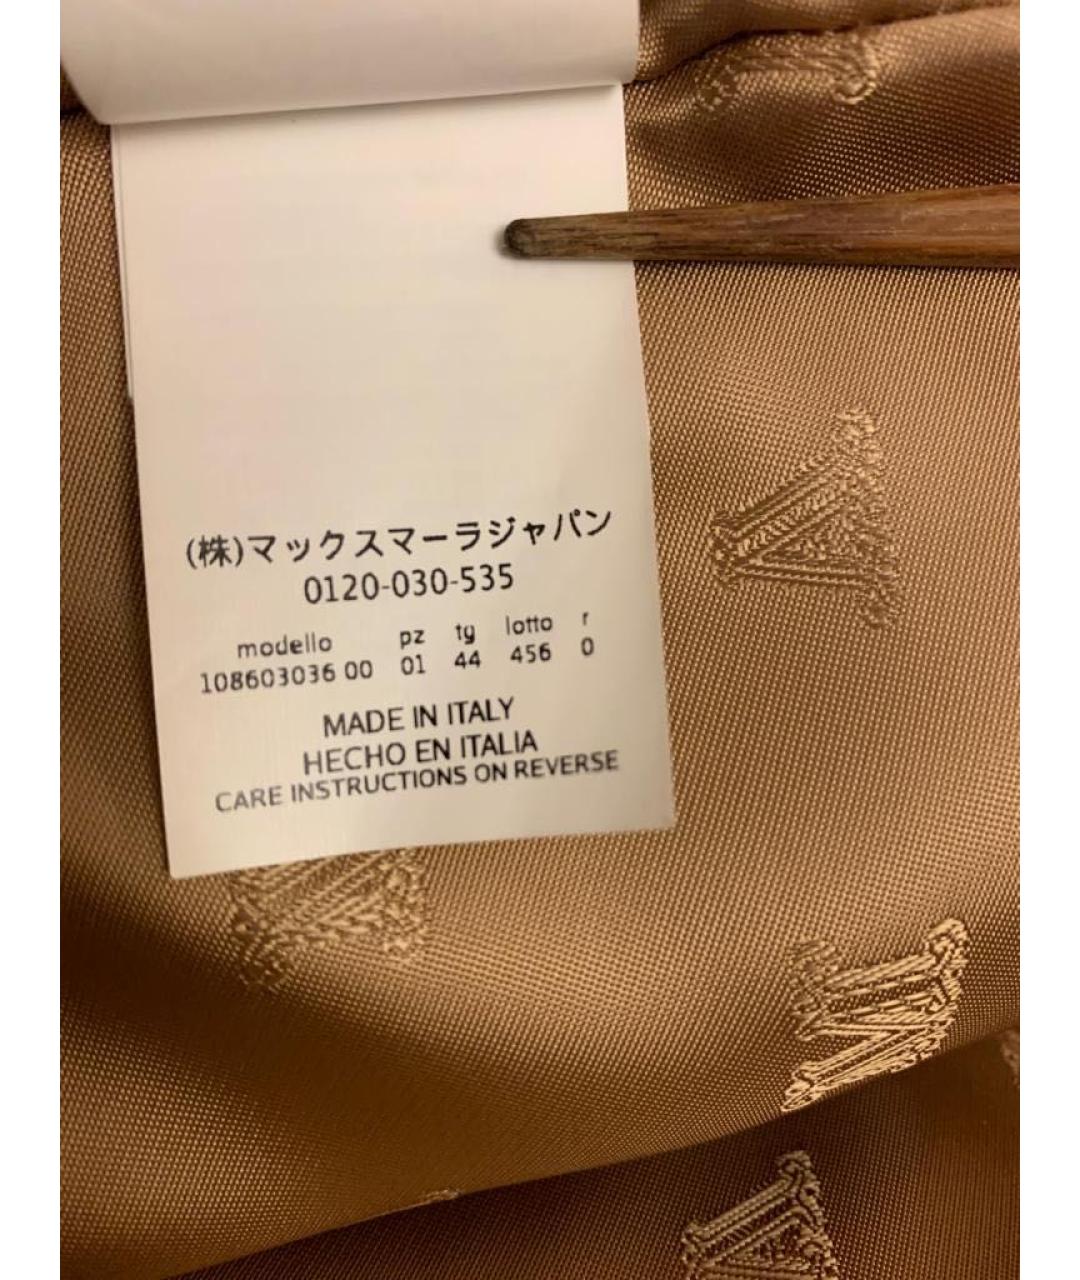 (株)マックスマーラジャパン
0120-030-535
modello pz tg lotto r
108603036 00 01 44 456 0
MADE IN ITALY
HECHO EN ITALIA
CARE INSTRUCTIONS ON REVERSE